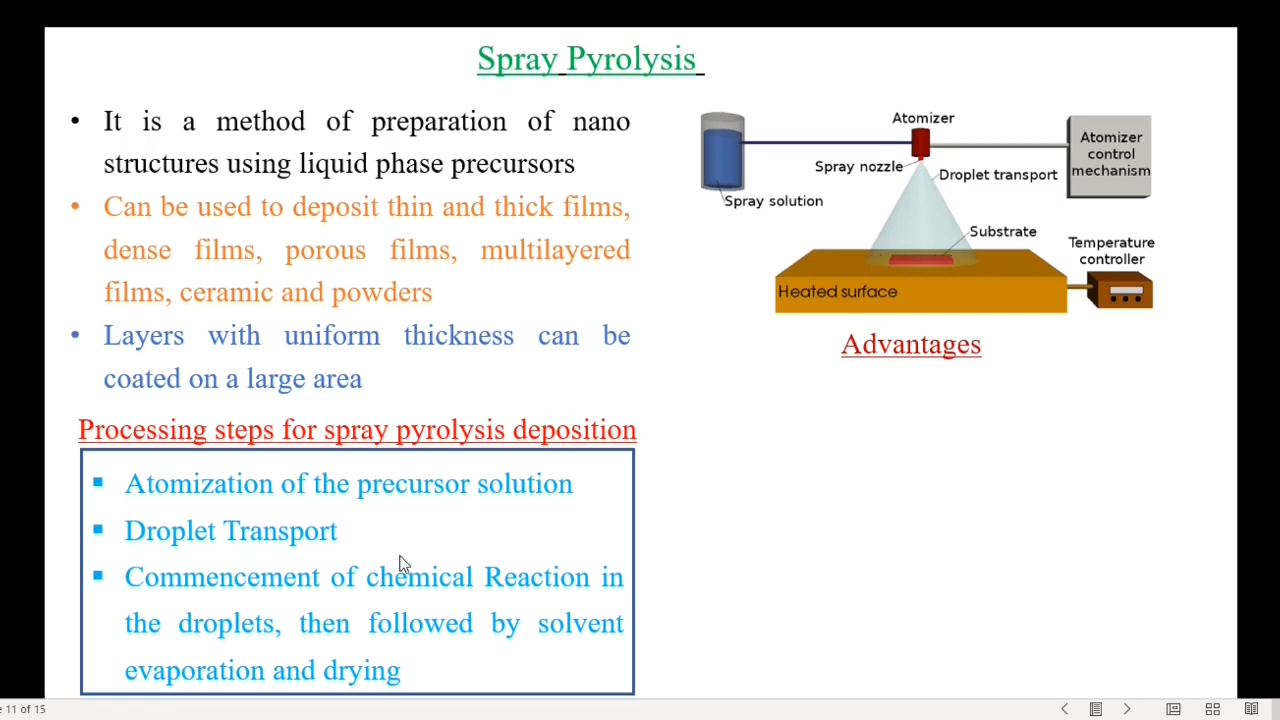 Spray Pyrolysis
• It is a method of preparation of nano
structures using liquid phase precursors
• Can be used to deposit thin and thick films,
dense films, porous films, multilayered
films, ceramic and powders
• Layers with uniform thickness can be
coated on a large area
Processing steps for spray pyrolysis deposition
▪ Atomization of the precursor solution
▪ Droplet Transport
▪ Commencement of chemical Reaction in
the droplets, then followed by solvent
evaporation and drying
Atomizer
Atomizer
control
mechanism
Spray nozzle
Droplet transport
Spray solution
Substrate
Temperature
controller
Heated surface
Advantages
11 of 15